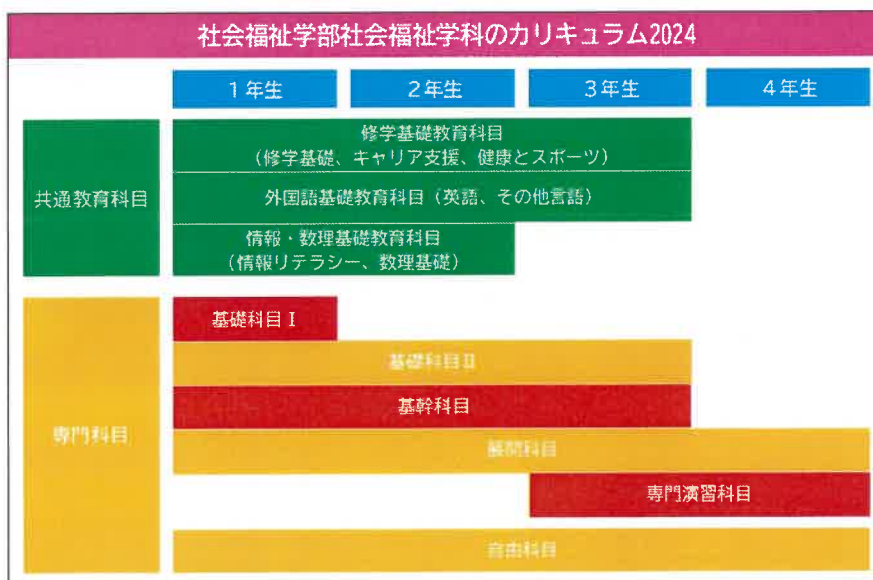 社会福祉学部社会福祉学科のカリキュラム2024
1年生
2年生
3年生
4年生
共通教育科目
修学基礎教育科目
(修学基礎、キャリア支援、健康とスポーツ)
外国語基礎教育科目(英語、その他言語)
情報・数理基礎教育科目
(情報リテラシー、数理基礎)
専門科目
基礎科目Ⅰ
基礎科目Ⅱ
基幹科目
展開科目
専門演習科目
自由科目